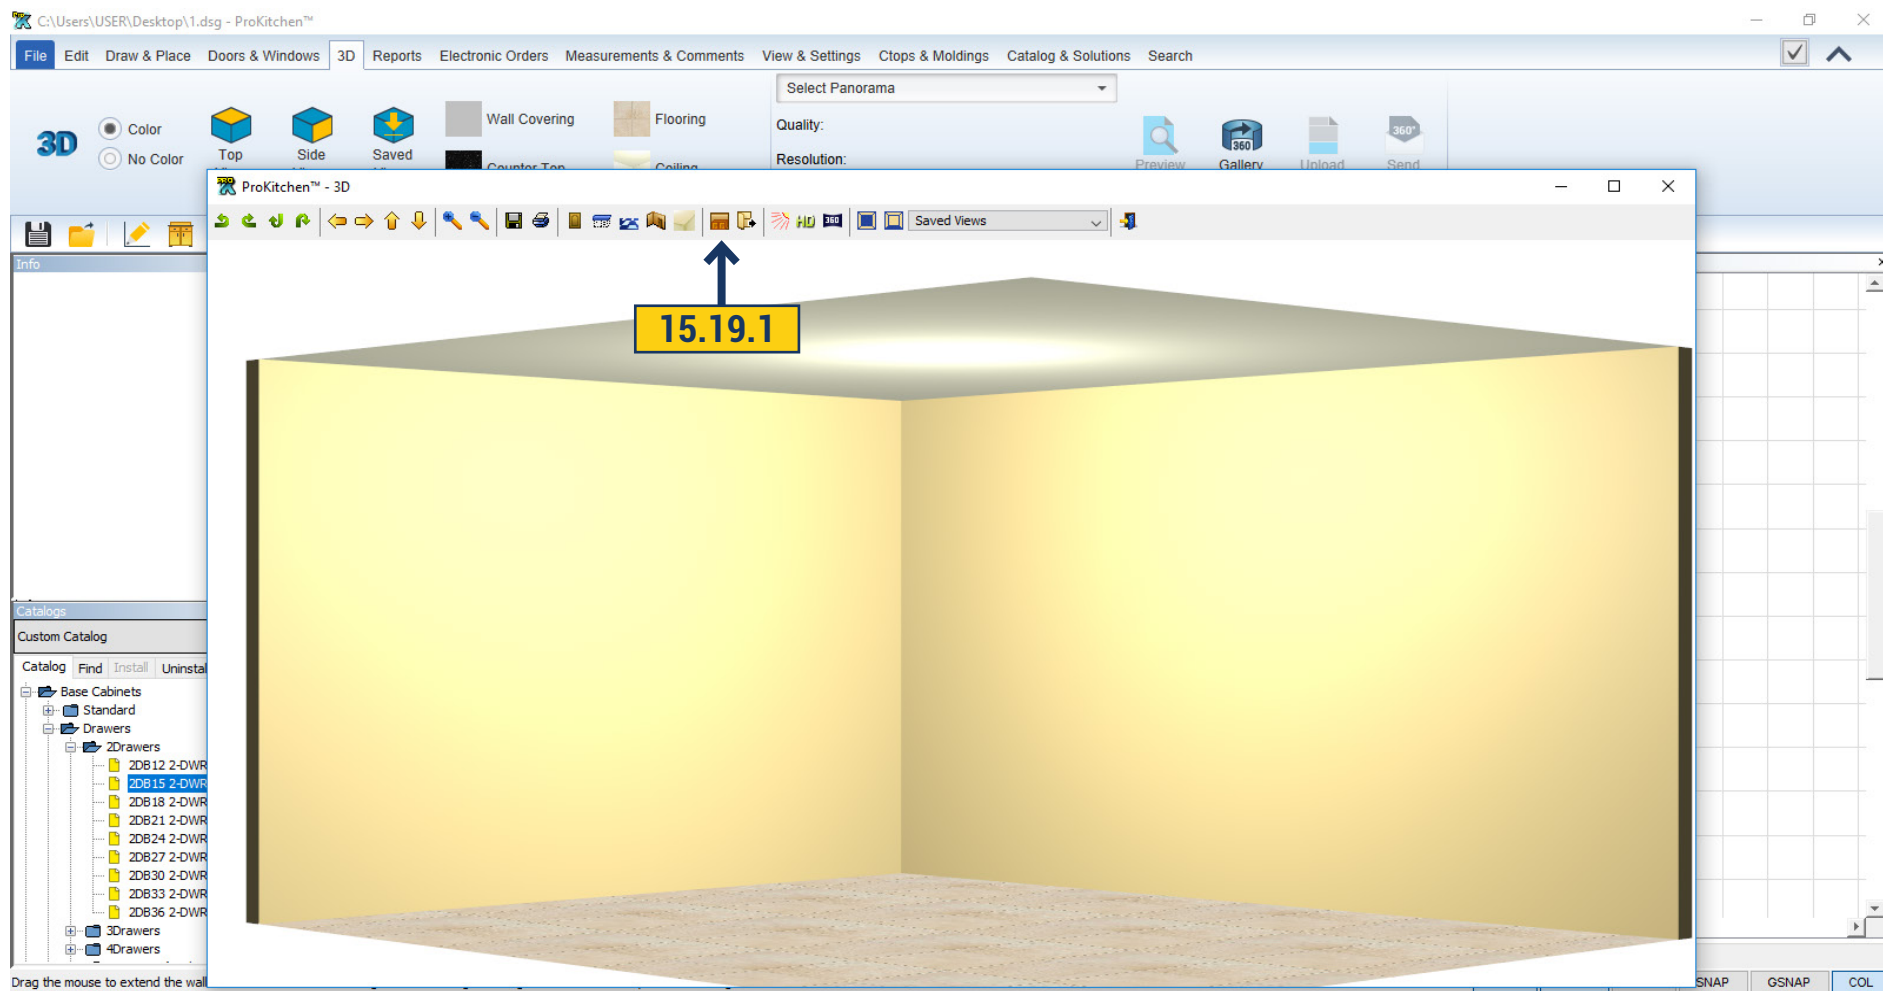 C:\Users\USER\Desktop\1.dsg - ProKitchen™
File Edit Draw & Place Doors & Windows 3D Reports Electronic Orders Measurements & Comments View & Settings Ctops & Moldings Catalog & Solutions Search
Select Panorama
3D Color Wall Covering Flooring Quality:
No Color Top Side Saved Counter Top Ceiling Resolution: Preview Gallery Upload Send
360
360°
ProKitchen™ - 3D
HD 360 Saved Views
Info
15.19.1
Catalogs
Custom Catalog
Catalog Find Install Uninstal
Base Cabinets
Standard
Drawers
2Drawers
2DB12 2-DWR
2DB15 2-DWR
2DB18 2-DWR
2DB21 2-DWR
2DB24 2-DWR
2DB27 2-DWR
2DB30 2-DWR
2DB33 2-DWR
2DB36 2-DWR
3Drawers
4Drawers
Drag the mouse to extend the wal SNAP GSNAP COL